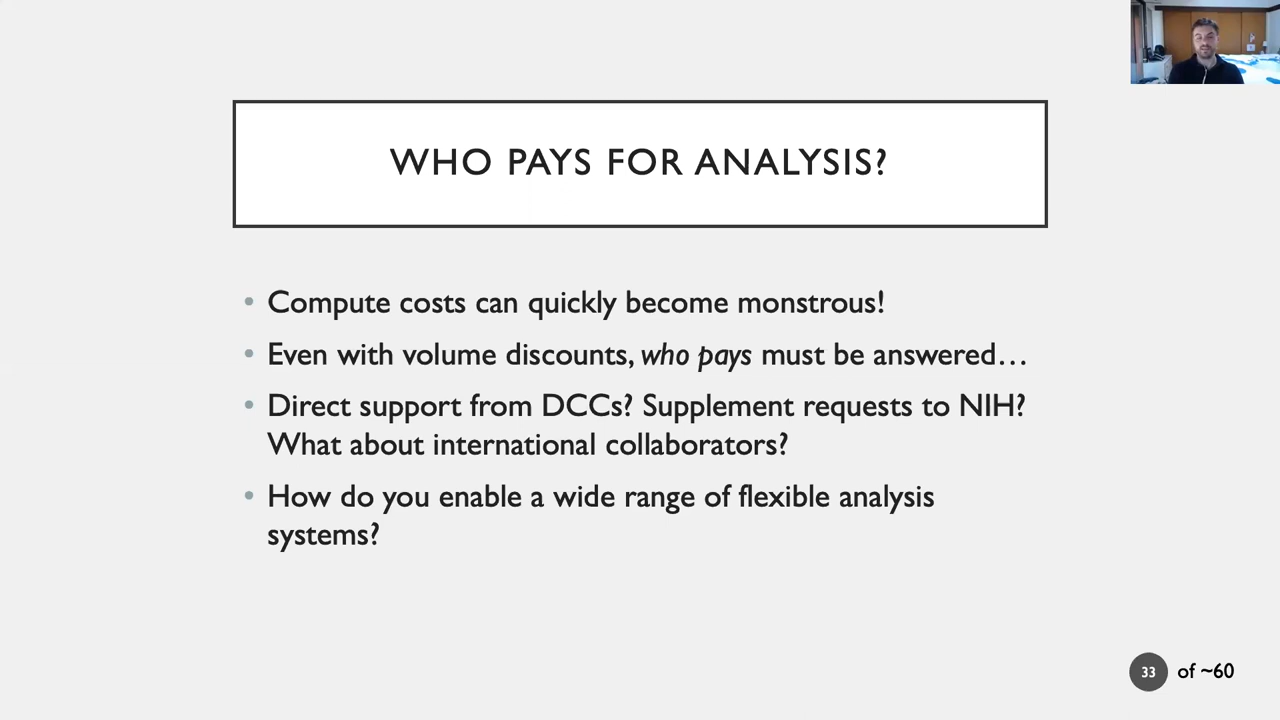 WHO PAYS FOR ANALYSIS?
• Compute costs can quickly become monstrous!
• Even with volume discounts, who pays must be answered…
• Direct support from DCCs? Supplement requests to NIH?
What about international collaborators?
• How do you enable a wide range of flexible analysis
systems?
33 of ~60